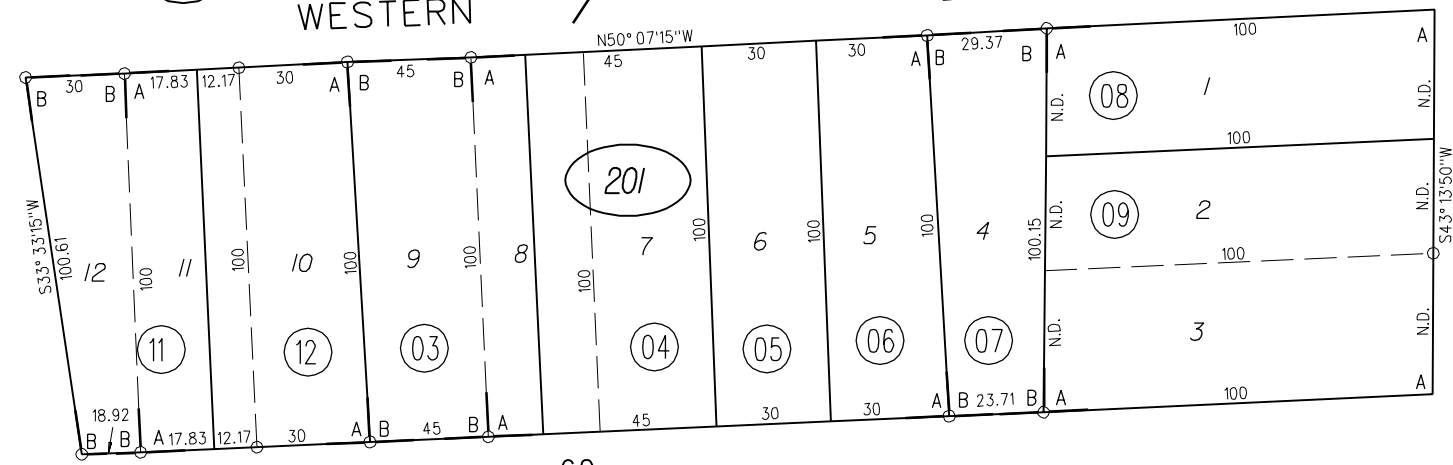 WESTERN
N50° 07'15"W
30 17.83 12.17 30 45 45 30 30 29.37 100
B B A A B B A A B B A A
N.D. 08 1 N.D.
100
201
S33° 33'15"W
100.61
12 100 11 100 10 100 9 100 8 100 7 100 6 100 5 100 4 100.15
N.D. 09 2 N.D.
S43° 13'50"W
100
11 12 03 04 05 06 07 N.D. 3 N.D.
18.92
B B A 17.83 12.17 30 A B 45 B A 45 30 30 A B 23.71 B A 100 A